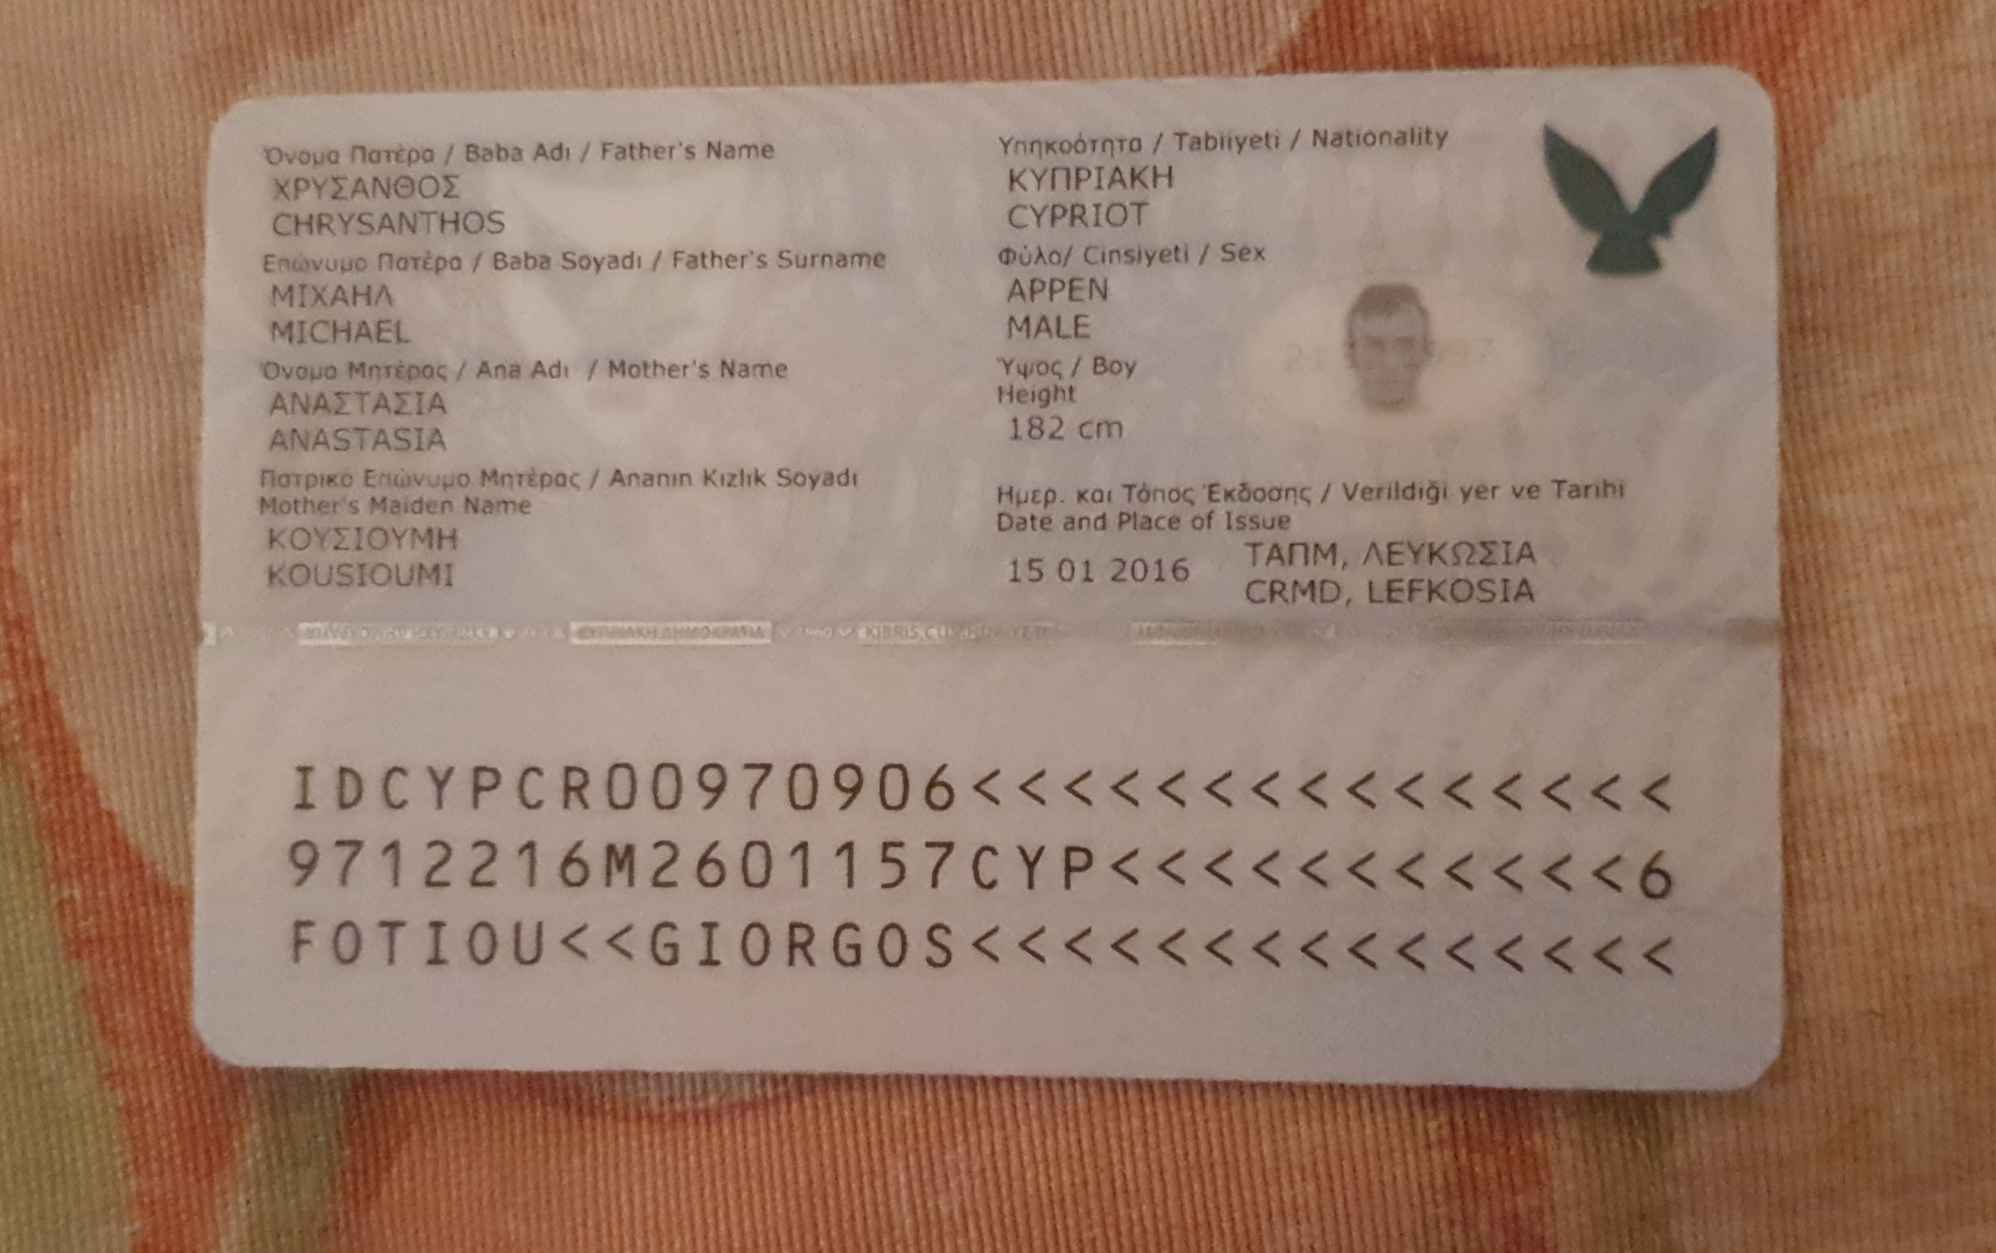 Όνομα Πατέρα / Baba Adı / Father's Name
ΧΡΥΣΑΝΘΟΣ
CHRYSANTHOS
Επώνυμο Πατέρα / Baba Soyadı / Father's Surname
ΜΙΧΑΗΛ
MICHAEL
Όνομα Μητέρας / Ana Adı / Mother's Name
ΑΝΑΣΤΑΣΙΑ
ANASTASIA
Πατρικό Επώνυμο Μητέρας / Ananın Kızlık Soyadı
Mother's Maiden Name
ΚΟΥΣΙΟΥΜΗ
KOUSIOUMI
Υπηκοότητα / Tabiiyeti / Nationality
ΚΥΠΡΙΑΚΗ
CYPRIOT
Φύλο/ Cinsiyeti / Sex
ΑΡΡΕΝ
MALE
Ύψος / Boy
Height
182 cm
Ημερ. και Τόπος Έκδοσης / Verildiği yer ve Tarihi
Date and Place of Issue
15 01 2016
ΤΑΠΜ, ΛΕΥΚΩΣΙΑ
CRMD, LEFKOSIA
ΚΥΠΡΙΑΚΗ ΔΗΜΟΚΡΑΤΙΑ
IDCYPCR00970906<<<<<<<<<<<<<<<
9712216M2601157CYP<<<<<<<<<<<6
FOTIOU<<GIORGOS<<<<<<<<<<<<<<<